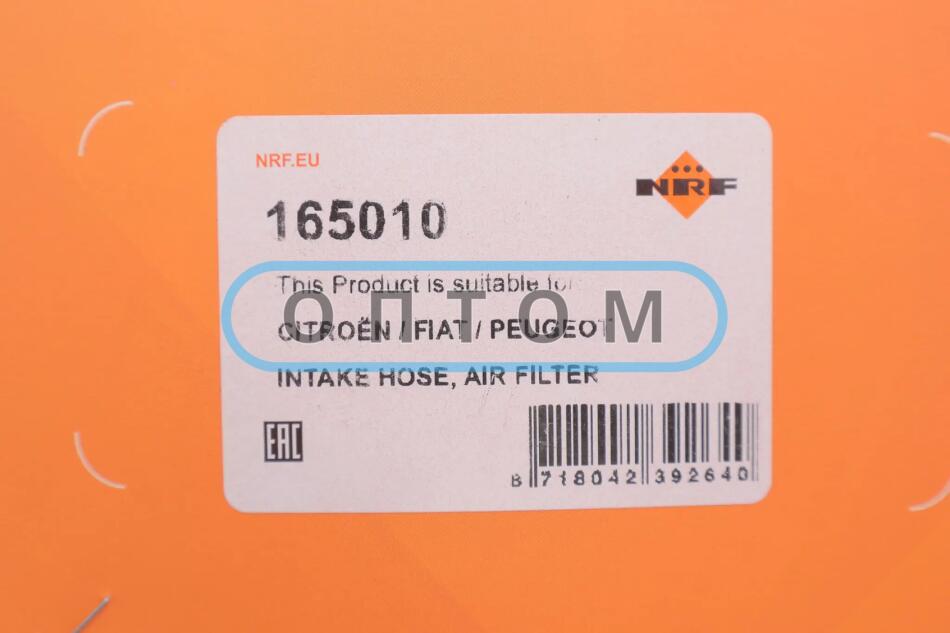 NRF.EU
NRF
165010
This Product is suitable for
ОПТОМ
CITROËN / FIAT / PEUGEOT
INTAKE HOSE, AIR FILTER
EAC
8 718042 392640